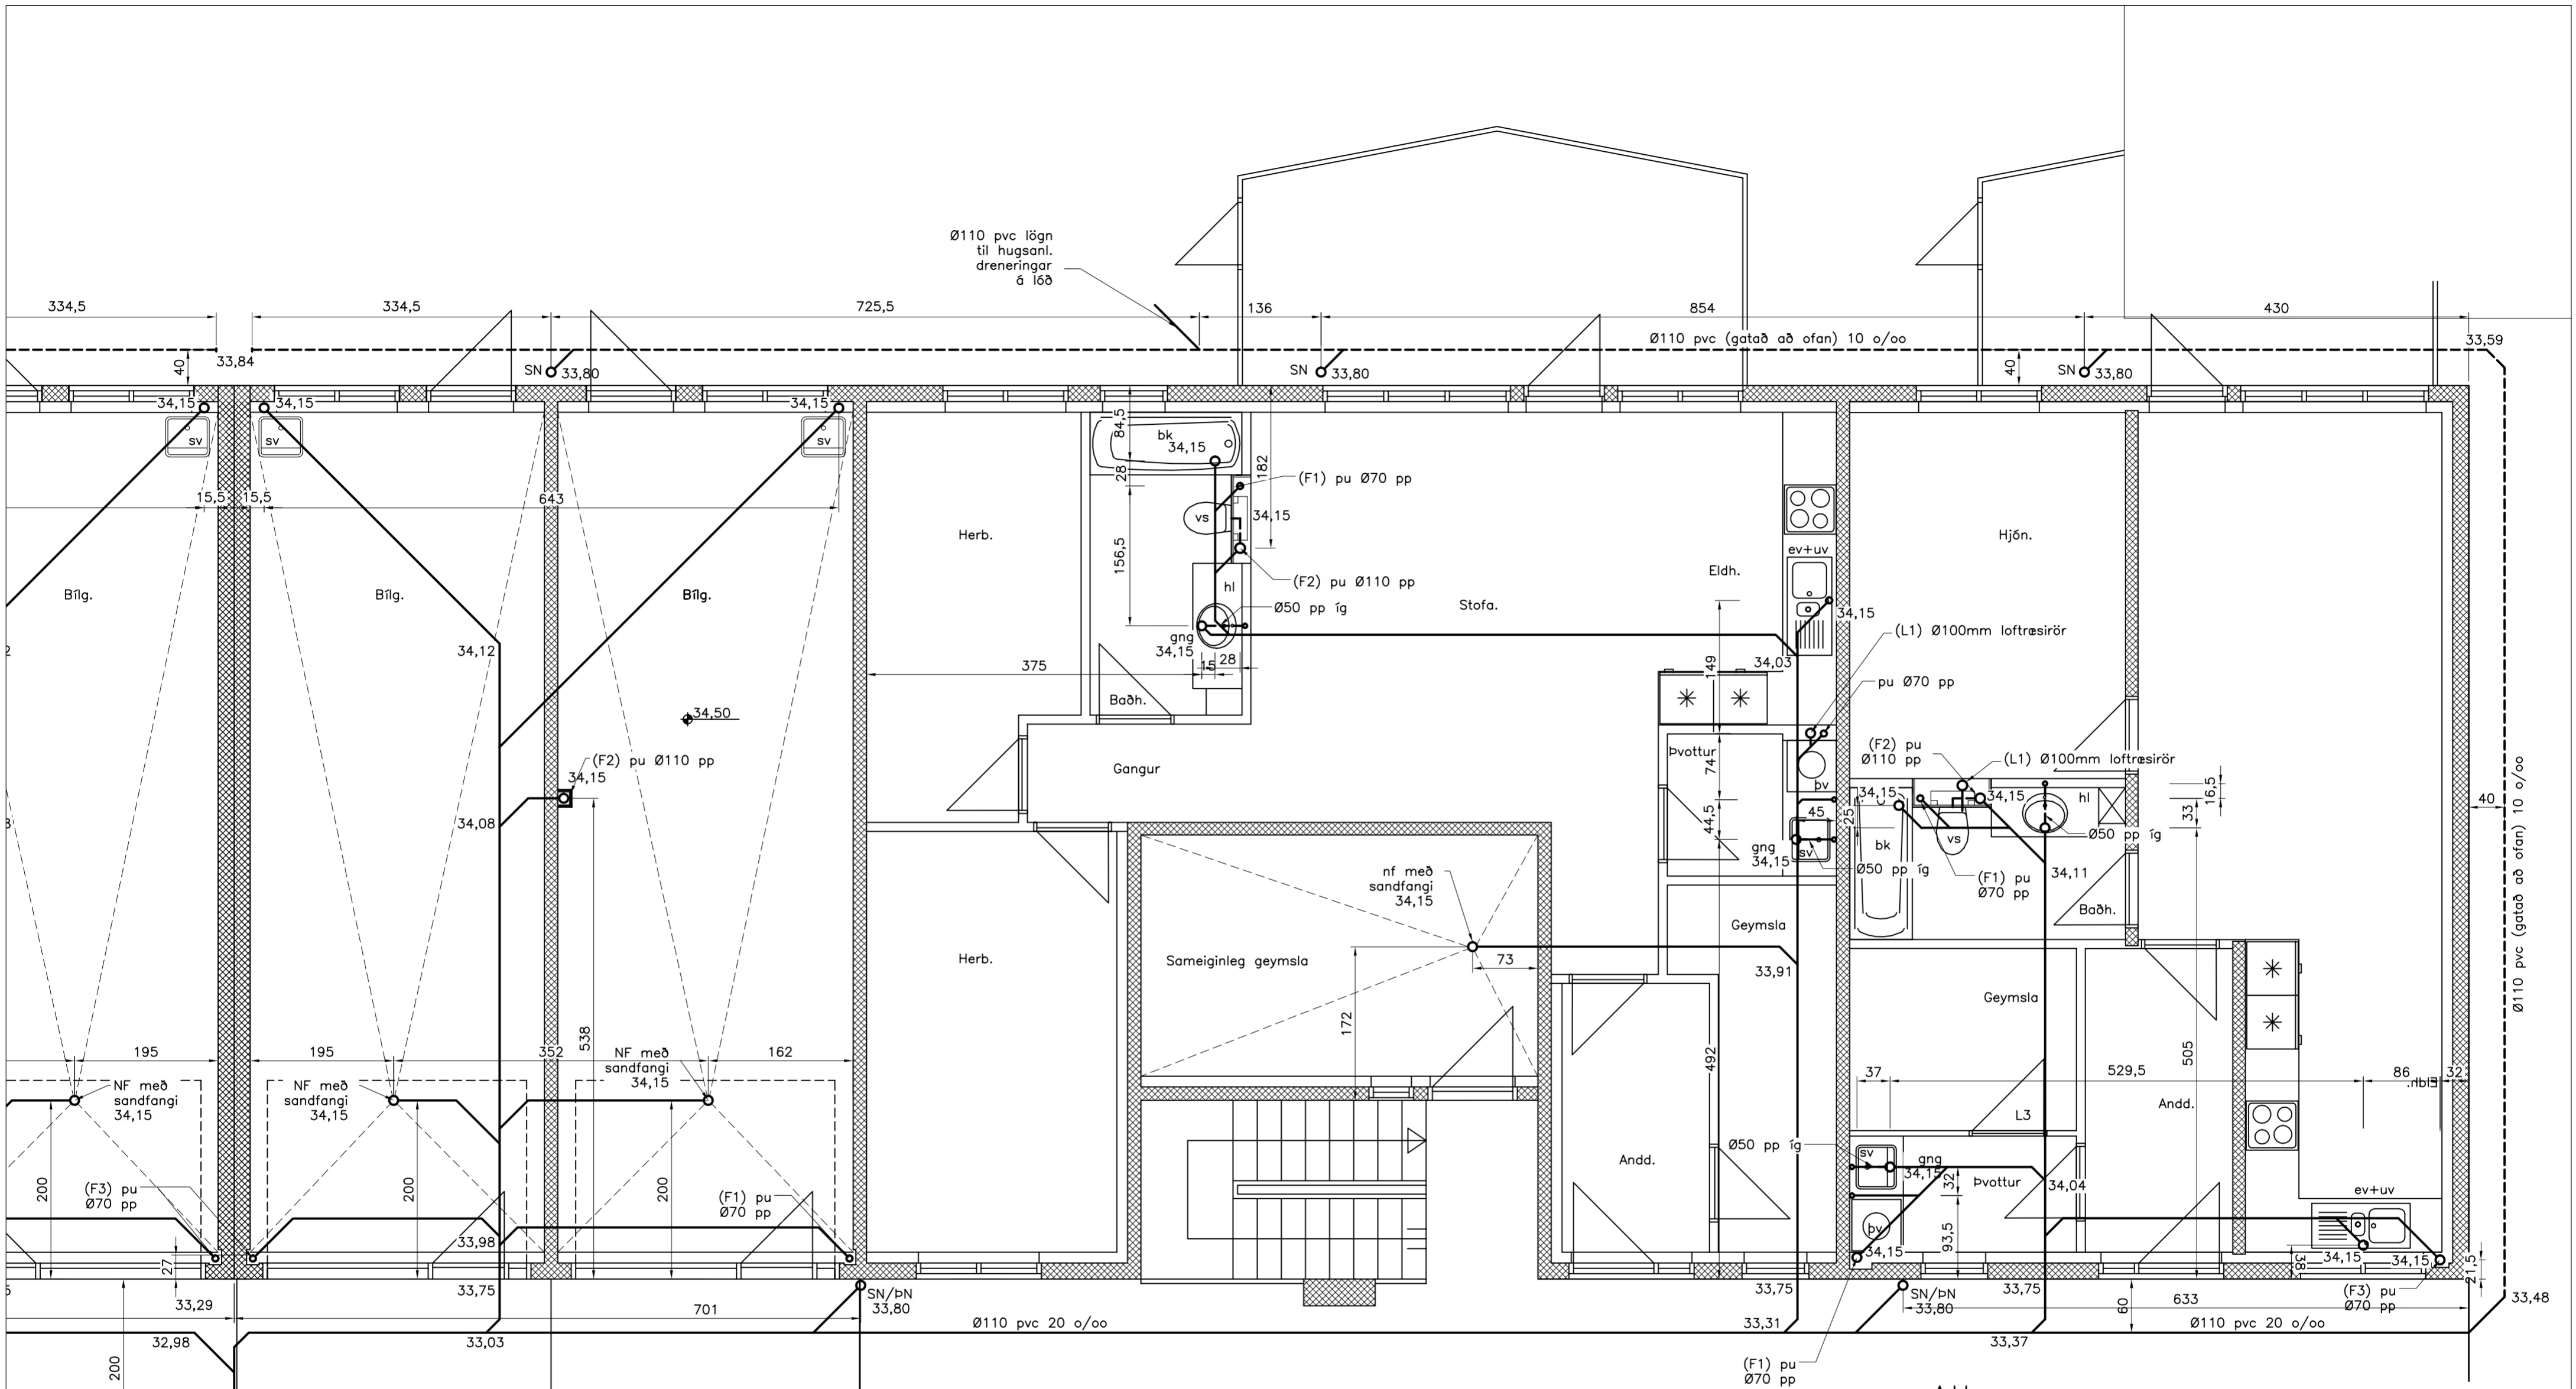 Ø110 pvc lögn
til hugsanl.
dreneringar
á lóð
334,5
334,5
725,5
136
854
430
Ø110 pvc (gatað að ofan) 10 o/oo
33,59
33,84
40
SN
33,80
SN
33,80
40
SN
33,80
34,15
sv
34,15
sv
34,15
sv
15,5
15,5
643
84,5
bk
34,15
28
182
(F1) pu Ø70 pp
vs
34,15
156,5
(F2) pu Ø110 pp
hl
Ø50 pp íg
gng
34,15
15
28
375
Baðh.
Herb.
Stofa.
Eldh.
ev+uv
34,15
Hjón.
Bílg.
Bílg.
Bílg.
34,12
34,50
(F2) pu Ø110 pp
34,15
34,08
Gangur
149
34,03
(L1) Ø100mm loftræsirör
pu Ø70 pp
Þvottur
74
þv
44,5
45
gng
34,15
sv
Ø50 pp íg
(F2) pu
Ø110 pp
(L1) Ø100mm loftræsirör
34,15
34,15
hl
25
bk
vs
Ø50 pp íg
(F1) pu
Ø70 pp
34,11
Baðh.
16,5
33
40
Ø110 pvc (gatað að ofan) 10 o/oo
nf með
sandfangi
34,15
Herb.
Sameiginleg geymsla
73
172
Geymsla
33,91
Geymsla
492
505
195
195
352
162
538
NF með
sandfangi
34,15
NF með
sandfangi
34,15
NF með
sandfangi
34,15
37
529,5
86
32
Eldh.
Andd.
L3
200
200
200
(F3) pu
Ø70 pp
(F1) pu
Ø70 pp
Andd.
Ø50 pp íg
sv
gng
34,15
32
Þvottur
34,04
þv
93,5
34,15
ev+uv
38
34,15
34,15
21,5
27
33,98
33,75
33,75
33,75
33,29
701
SN/ÞN
33,80
SN/ÞN
33,80
60
633
(F3) pu
Ø70 pp
33,48
32,98
33,03
Ø110 pvc 20 o/oo
33,31
33,37
Ø110 pvc 20 o/oo
200
(F1) pu
Ø70 pp